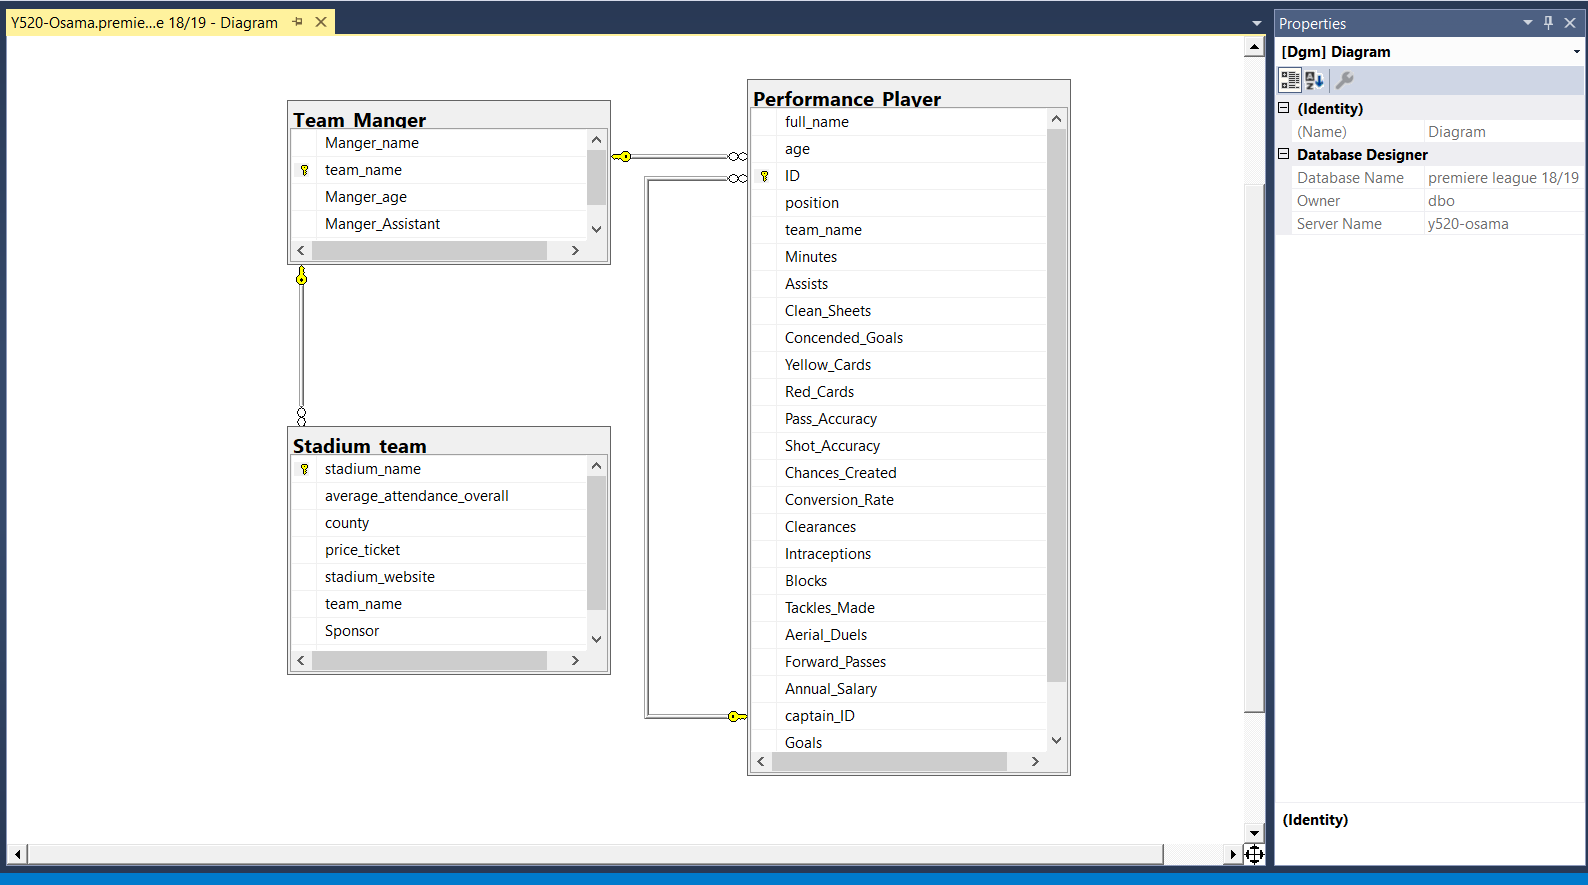 Y520-Osama.premie...e 18/19 - Diagram
Team_Manger
Manger_name
team_name
Manger_age
Manger_Assistant
Stadium_team
stadium_name
average_attendance_overall
county
price_ticket
stadium_website
team_name
Sponsor
Performance_Player
full_name
age
ID
position
team_name
Minutes
Assists
Clean_Sheets
Concended_Goals
Yellow_Cards
Red_Cards
Pass_Accuracy
Shot_Accuracy
Chances_Created
Conversion_Rate
Clearances
Intraceptions
Blocks
Tackles_Made
Aerial_Duels
Forward_Passes
Annual_Salary
captain_ID
Goals
Properties
[Dgm] Diagram
(Identity)
(Name) Diagram
Database Designer
Database Name premiere league 18/19
Owner dbo
Server Name y520-osama
(Identity)